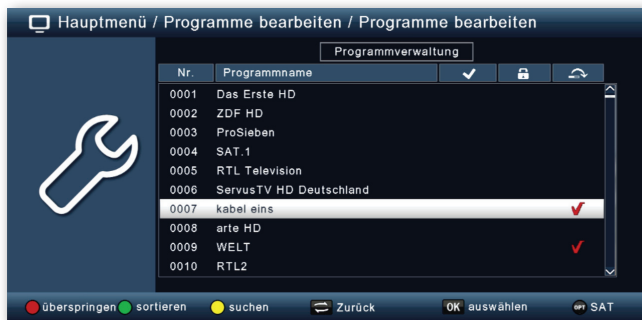 Hauptmenü / Programme bearbeiten / Programme bearbeiten
Programmverwaltung
Nr. Programmname
0001 Das Erste HD
0002 ZDF HD
0003 ProSieben
0004 SAT.1
0005 RTL Television
0006 ServusTV HD Deutschland
0007 kabel eins
0008 arte HD
0009 WELT
0010 RTL2
überspringen sortieren suchen Zurück OK auswählen OPT SAT